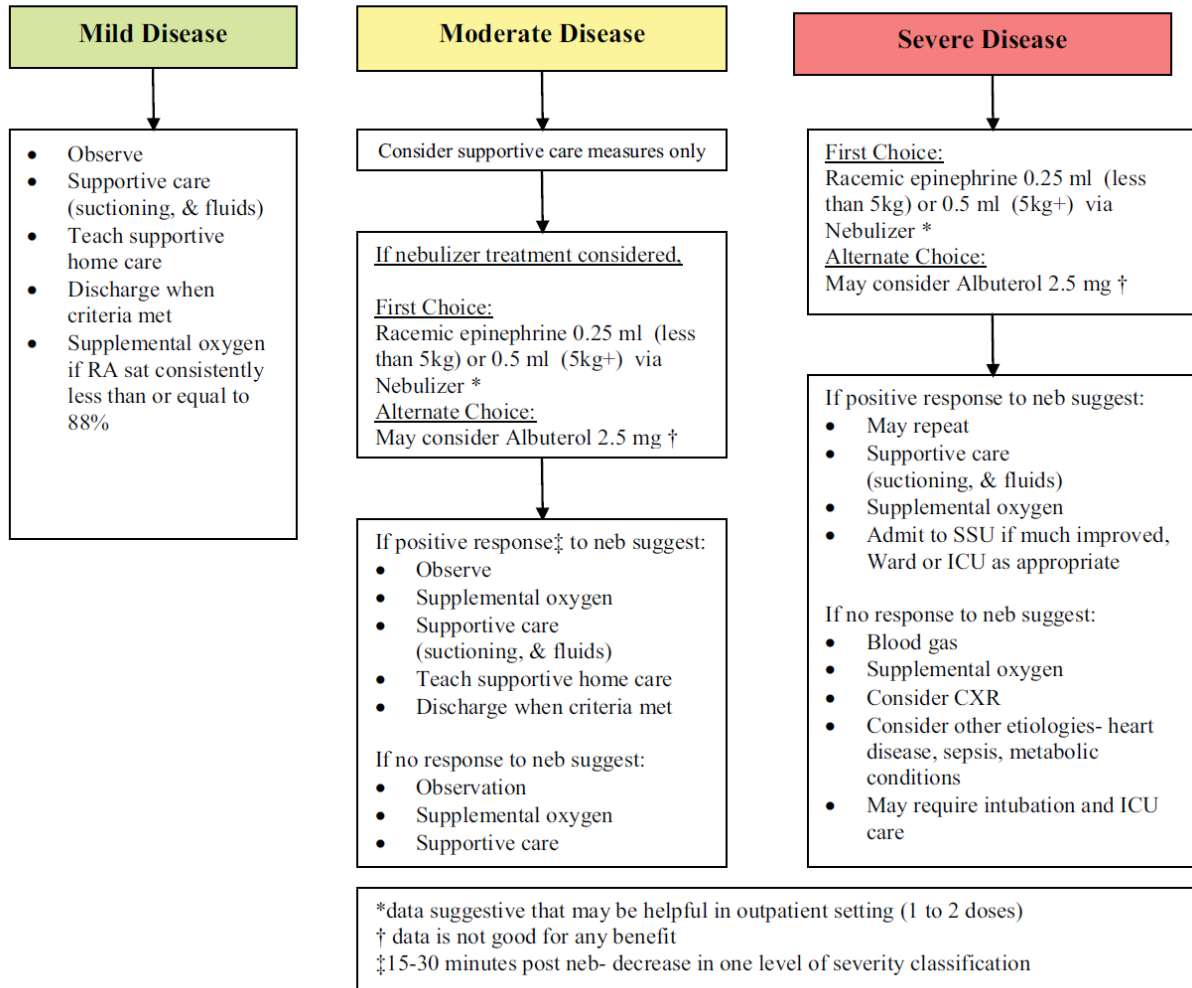 Mild Disease
• Observe
• Supportive care
(suctioning, & fluids)
• Teach supportive
home care
• Discharge when
criteria met
• Supplemental oxygen
if RA sat consistently
less than or equal to
88%
Moderate Disease
Consider supportive care measures only
If nebulizer treatment considered,
First Choice:
Racemic epinephrine 0.25 ml (less
than 5kg) or 0.5 ml (5kg+) via
Nebulizer *
Alternate Choice:
May consider Albuterol 2.5 mg †
If positive response‡ to neb suggest:
• Observe
• Supplemental oxygen
• Supportive care
(suctioning, & fluids)
• Teach supportive home care
• Discharge when criteria met
If no response to neb suggest:
• Observation
• Supplemental oxygen
• Supportive care
Severe Disease
First Choice:
Racemic epinephrine 0.25 ml (less
than 5kg) or 0.5 ml (5kg+) via
Nebulizer *
Alternate Choice:
May consider Albuterol 2.5 mg †
If positive response to neb suggest:
• May repeat
• Supportive care
(suctioning, & fluids)
• Supplemental oxygen
• Admit to SSU if much improved,
Ward or ICU as appropriate
If no response to neb suggest:
• Blood gas
• Supplemental oxygen
• Consider CXR
• Consider other etiologies- heart
disease, sepsis, metabolic
conditions
• May require intubation and ICU
care
*data suggestive that may be helpful in outpatient setting (1 to 2 doses)
† data is not good for any benefit
‡15-30 minutes post neb- decrease in one level of severity classification